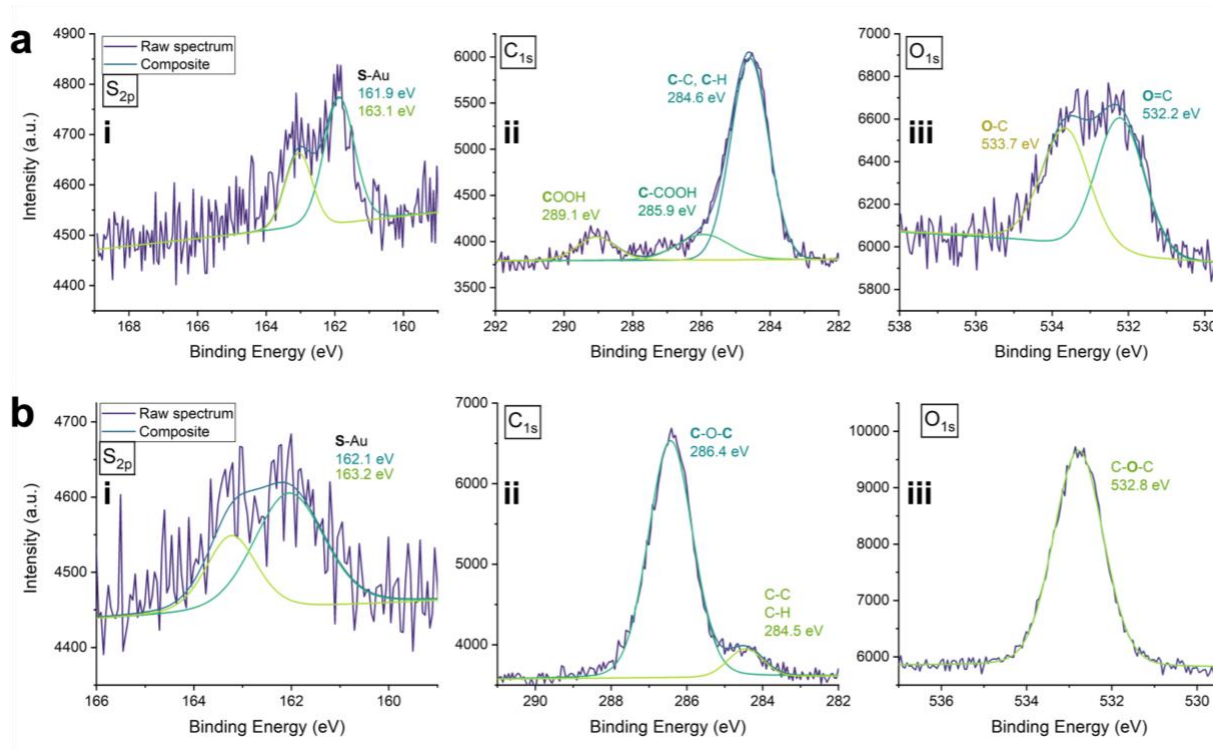 a
4900
4800
4700
4600
4500
4400
Intensity (a.u.)
Raw spectrum
Composite
S2p
i
S-Au
161.9 eV
163.1 eV
168 166 164 162 160
Binding Energy (eV)
C1s
ii
6000
5500
5000
4500
4000
3500
C-C, C-H
284.6 eV
COOH
289.1 eV
C-COOH
285.9 eV
92 290 288 286 284 282
Binding Energy (eV)
7000
6800
6600
6400
6200
6000
5800
O1s
iii
O-C
533.7 eV
O=C
532.2 eV
538 536 534 532 530
Binding Energy (eV)
b
4700
4600
4500
4400
Intensity (a.u.)
Raw spectrum
Composite
S2p
i
S-Au
162.1 eV
163.2 eV
166 164 162 160
Binding Energy (eV)
7000
6000
5000
4000
C1s
ii
C-O-C
286.4 eV
C-C
C-H
284.5 eV
290 288 286 284 282
Binding Energy (eV)
10000
9000
8000
7000
6000
O1s
iii
C-O-C
532.8 eV
536 534 532 530
Binding Energy (eV)